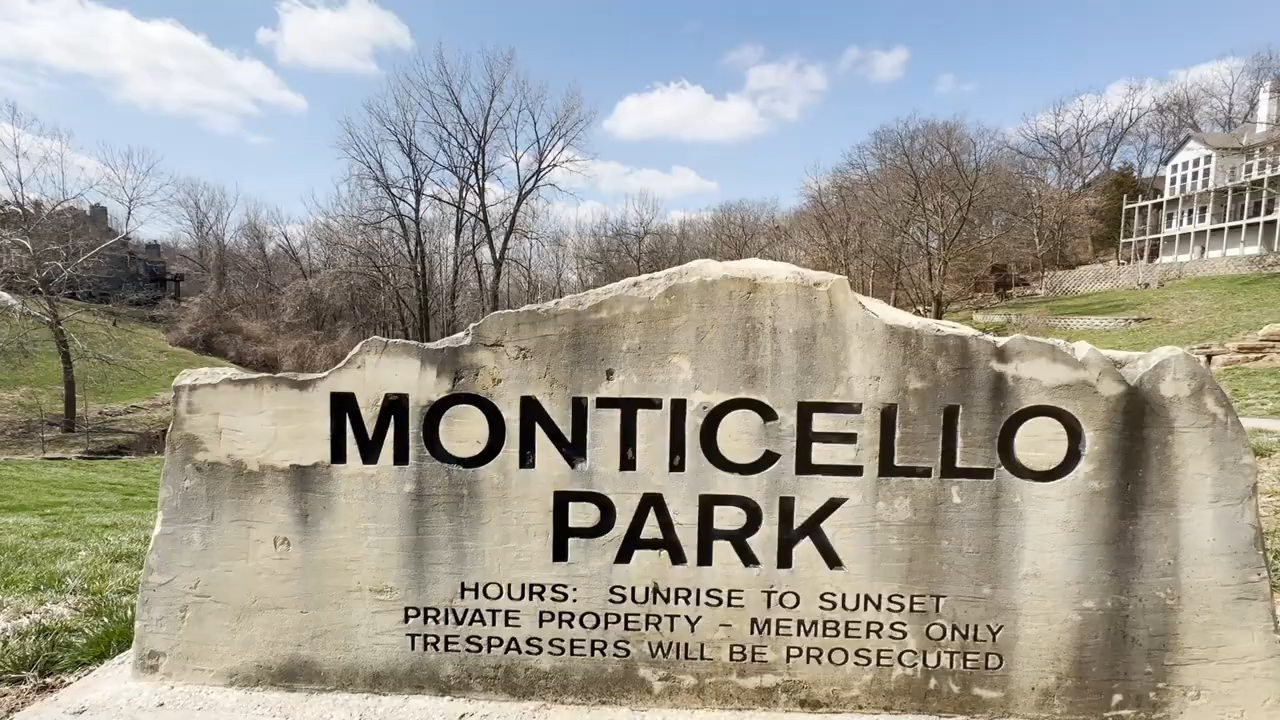 MONTICELLO
PARK
HOURS: SUNRISE TO SUNSET
PRIVATE PROPERTY – MEMBERS ONLY
TRESPASSERS WILL BE PROSECUTED